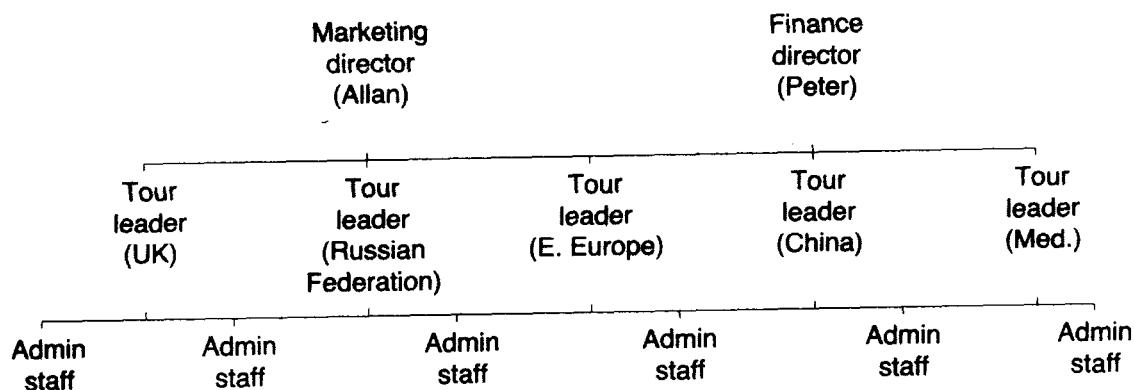 Marketing
director
(Allan)
Finance
director
(Peter)
Tour
leader
(UK)
Tour
leader
(Russian
Federation)
Tour
leader
(E. Europe)
Tour
leader
(China)
Tour
leader
(Med.)
Admin
staff
Admin
staff
Admin
staff
Admin
staff
Admin
staff
Admin
staff